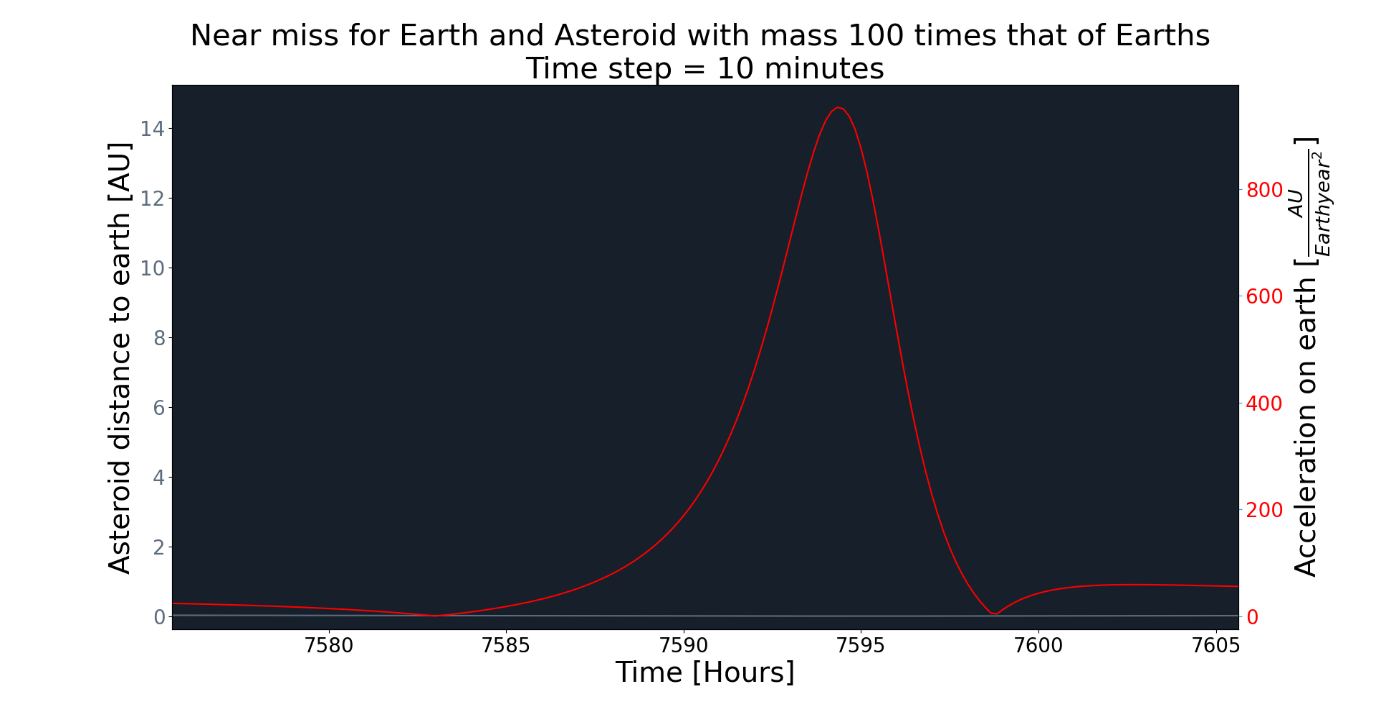 Near miss for Earth and Asteroid with mass 100 times that of Earths
Time step = 10 minutes
Asteroid distance to earth [AU]
14
12
10
8
6
4
2
0
7580 7585 7590 7595 7600 7605
Time [Hours]
800
600
400
200
0
Acceleration on earth [AU/Earthyear²]